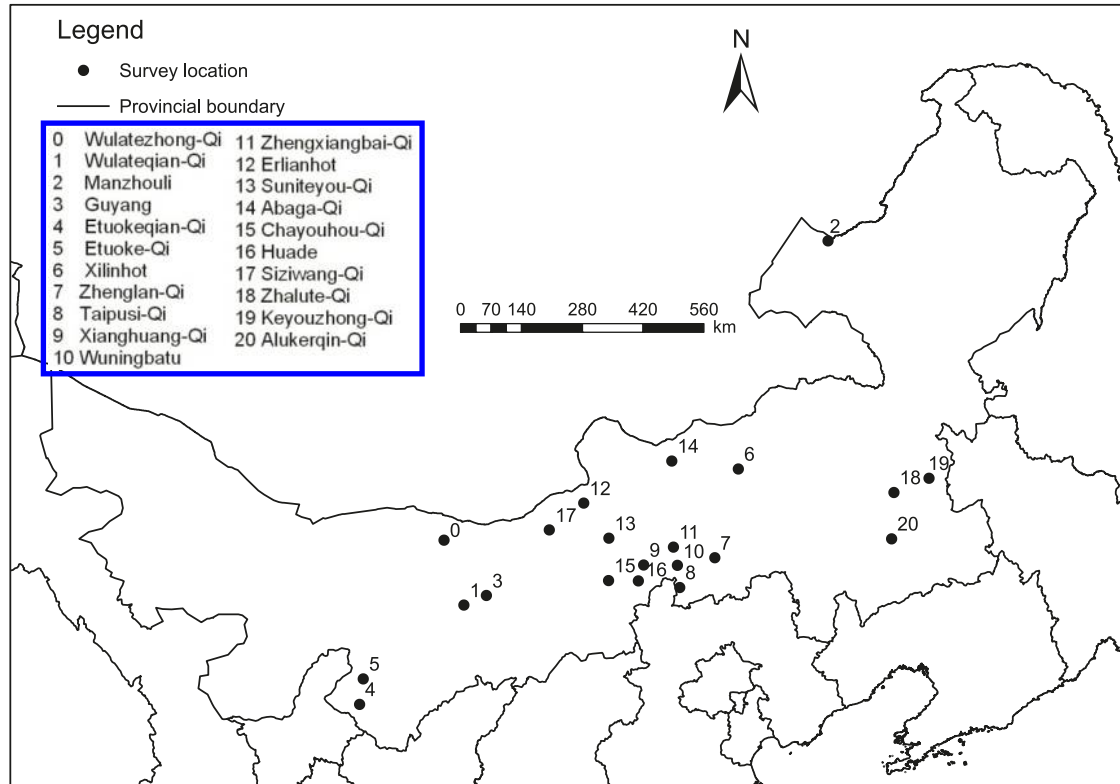 Legend
Survey location
Provincial boundary
0 Wulatezhong-Qi
1 Wulateqian-Qi
2 Manzhouli
3 Guyang
4 Etuokeqian-Qi
5 Etuoke-Qi
6 Xilinhot
7 Zhenglan-Qi
8 Taipusi-Qi
9 Xianghuang-Qi
10 Wuningbatu
11 Zhengxiangbai-Qi
12 Erlianhot
13 Suniteyou-Qi
14 Abaga-Qi
15 Chayouhou-Qi
16 Huade
17 Siziwang-Qi
18 Zhalute-Qi
19 Keyouzhong-Qi
20 Alukerqin-Qi
N
0 70 140 280 420 560
km
2
14
6
19
18
12
17
13
20
0
11
9
10
7
15
16
8
1
3
5
4